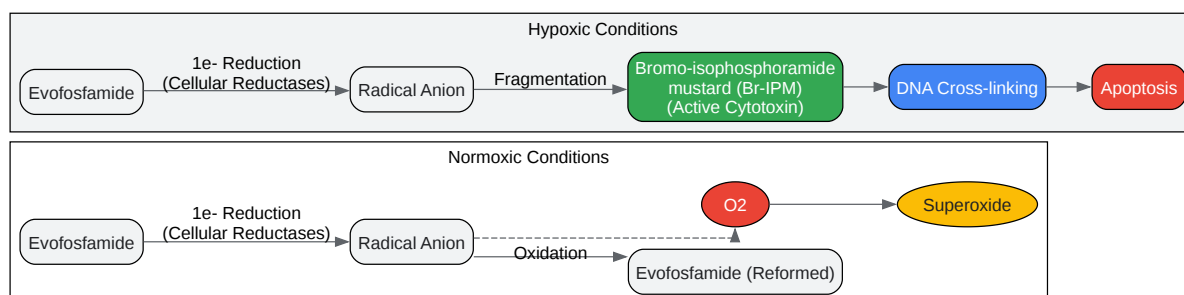 Hypoxic Conditions
Evofosfamide
1e- Reduction
(Cellular Reductases)
Radical Anion
Fragmentation
Bromo-isophosphoramide
mustard (Br-IPM)
(Active Cytotoxin)
DNA Cross-linking
Apoptosis
Normoxic Conditions
Evofosfamide
1e- Reduction
(Cellular Reductases)
Radical Anion
Oxidation
O2
Superoxide
Evofosfamide (Reformed)